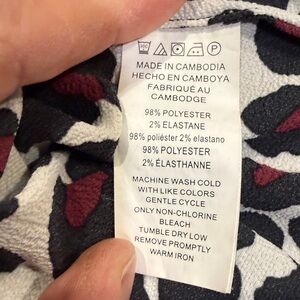 MADE IN CAMBODIA
HECHO EN CAMBOYA
FABRIQUÉ AU
CAMBODGE
98% POLYESTER
2% ELASTANE
98% poliéster 2% elastano
98% POLYESTER
2% ÉLASTHANNE
MACHINE WASH COLD
WITH LIKE COLORS
GENTLE CYCLE
ONLY NON-CHLORINE
BLEACH
TUMBLE DRY LOW
REMOVE PROMPTLY
WARM IRON